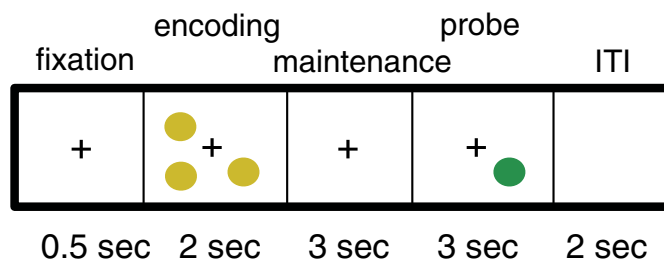 encoding probe
fixation maintenance ITI
+ + + +
0.5 sec 2 sec 3 sec 3 sec 2 sec